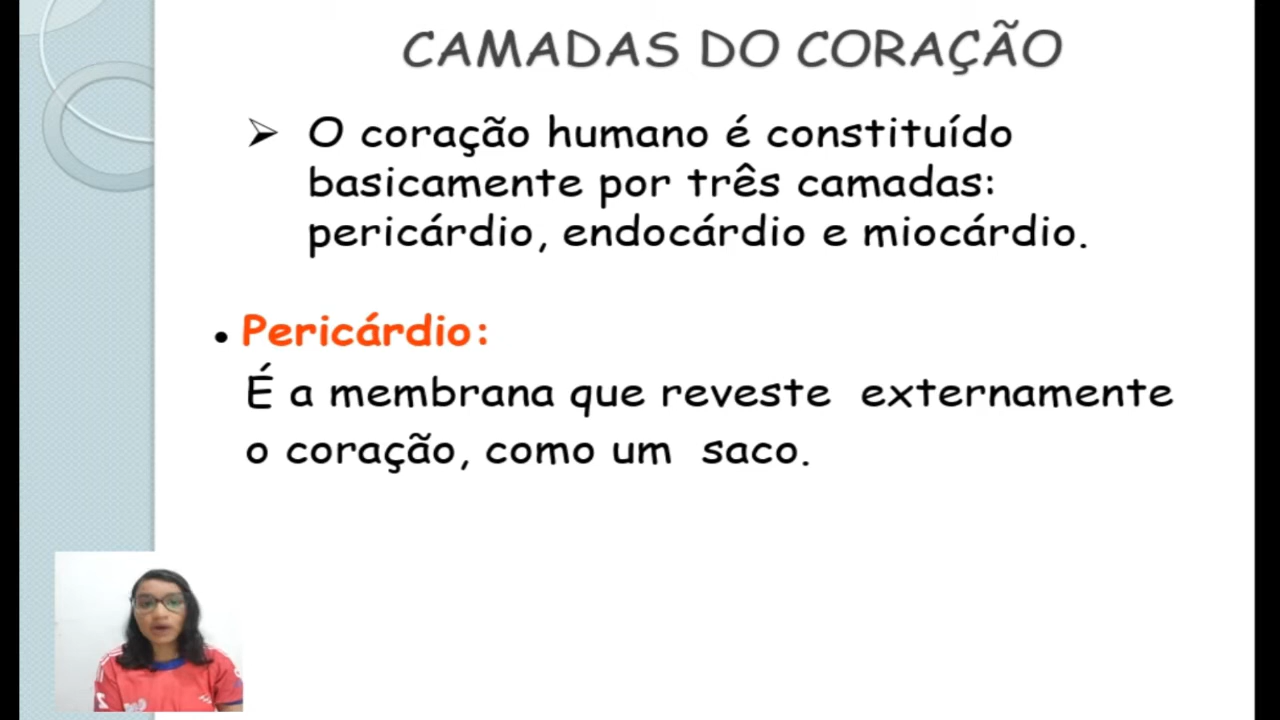 CAMADAS DO CORAÇÃO
➢ O coração humano é constituído
basicamente por três camadas:
pericárdio, endocárdio e miocárdio.
• Pericárdio:
É a membrana que reveste externamente
o coração, como um saco.